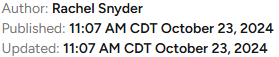 Author: Rachel Snyder
Published: 11:07 AM CDT October 23, 2024
Updated: 11:07 AM CDT October 23, 2024